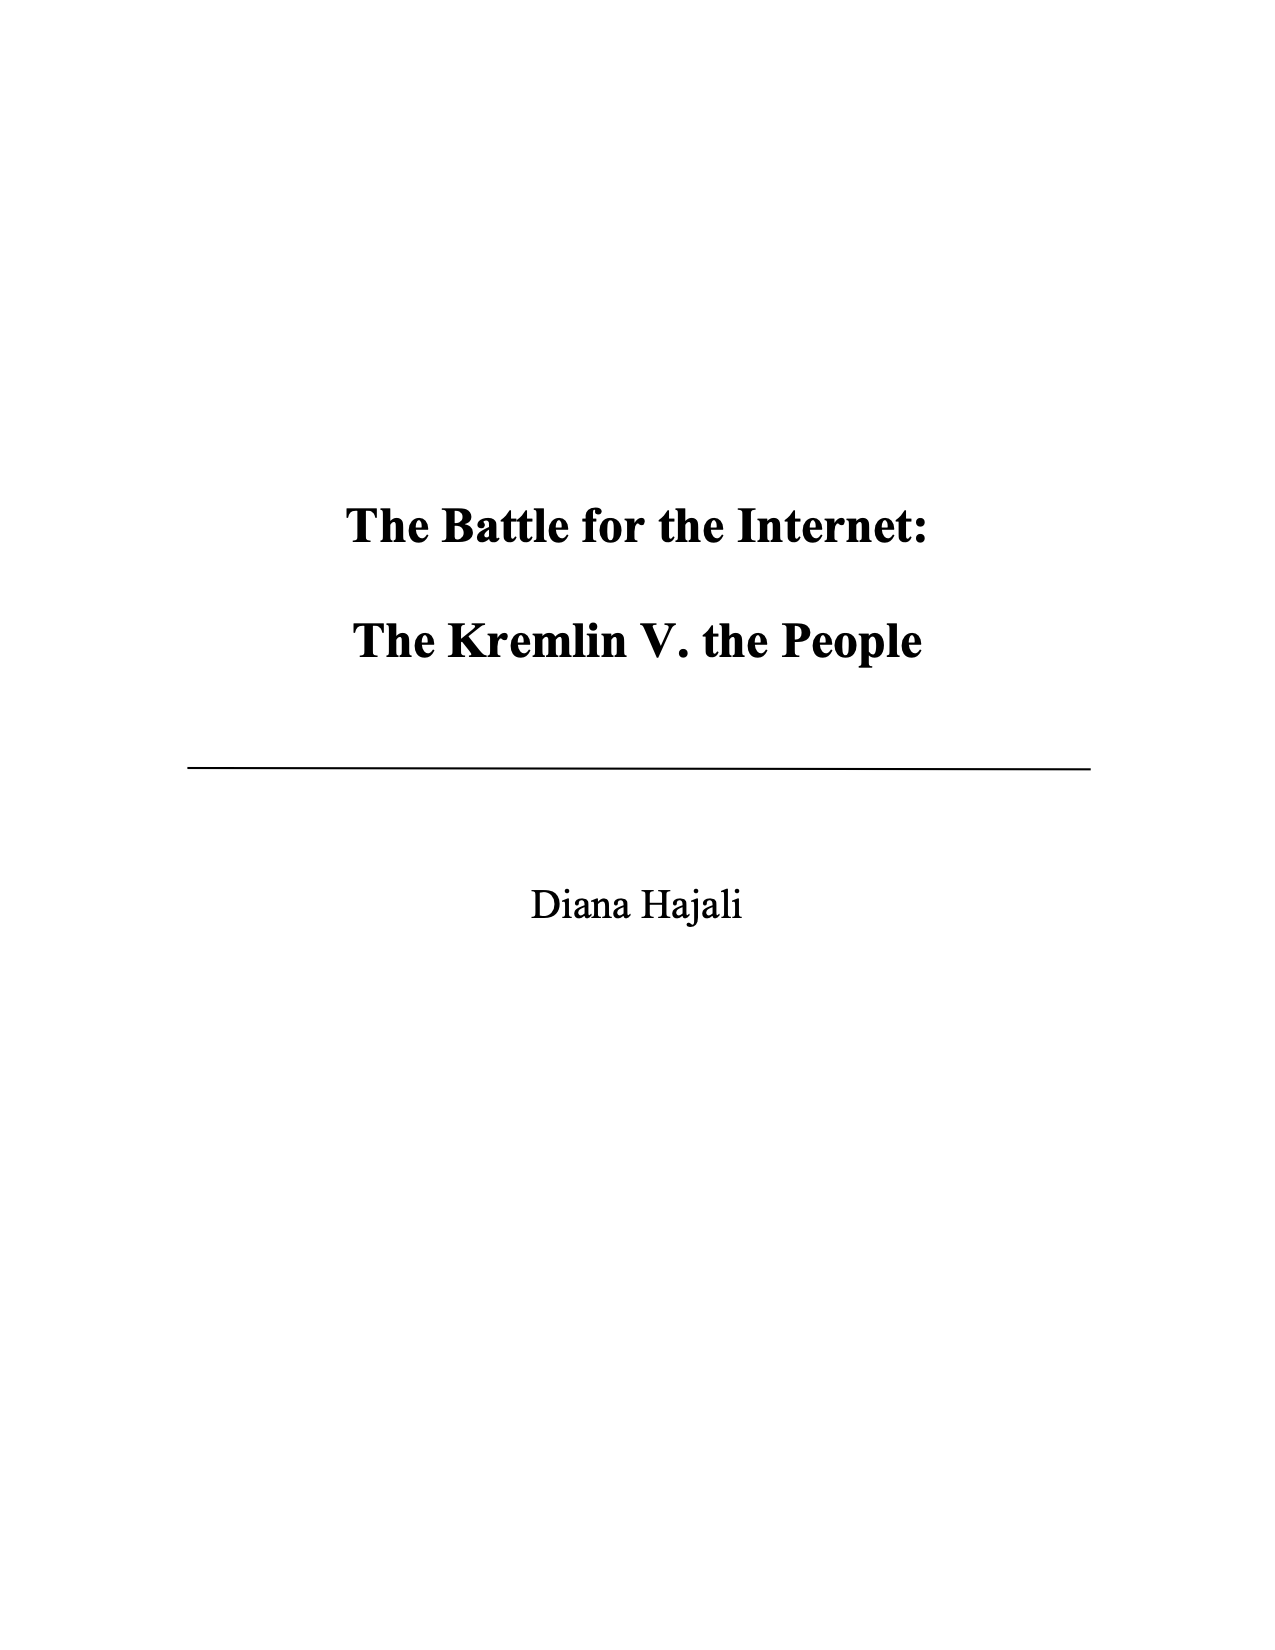 The Battle for the Internet:
The Kremlin V. the People
Diana Hajali